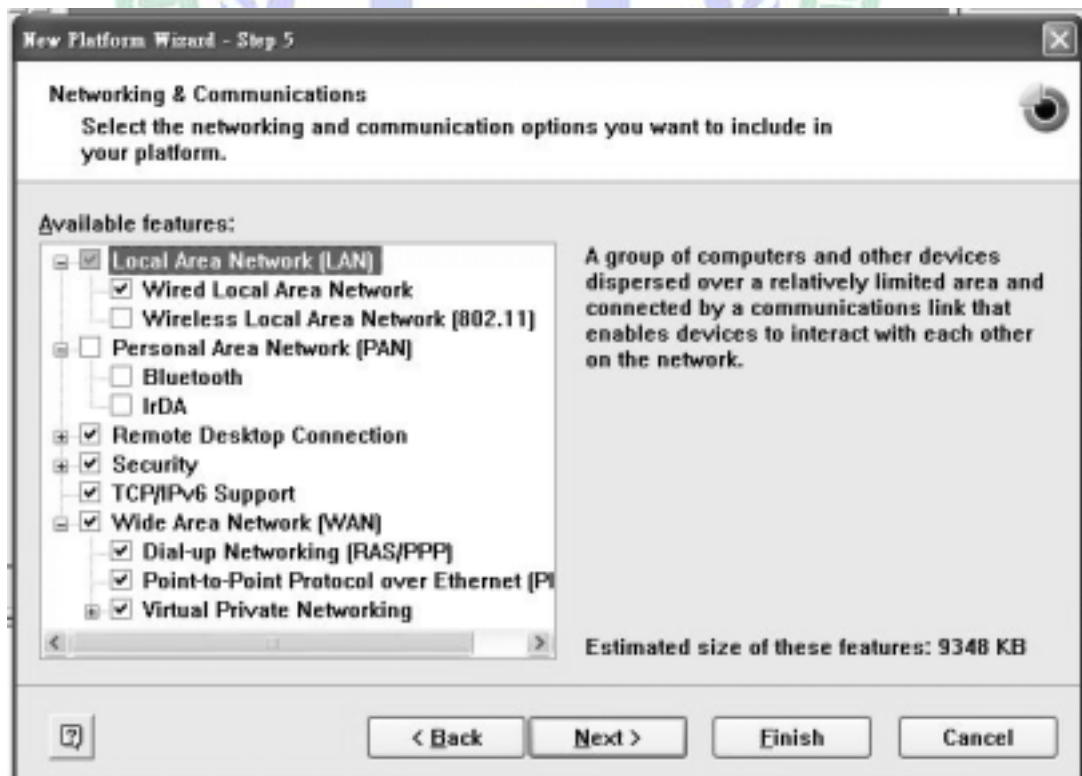 New Platform Wizard - Step 5
Networking & Communications
Select the networking and communication options you want to include in
your platform.
Available features:
Local Area Network (LAN)
Wired Local Area Network
Wireless Local Area Network (802.11)
Personal Area Network (PAN)
Bluetooth
IrDA
Remote Desktop Connection
Security
TCP/IPv6 Support
Wide Area Network (WAN)
Dial-up Networking (RAS/PPP)
Point-to-Point Protocol over Ethernet (
Virtual Private Networking
A group of computers and other devices
dispersed over a relatively limited area and
connected by a communications link that
enables devices to interact with each other
on the network.
Estimated size of these features: 9348 KB
< Back
Next >
Finish
Cancel